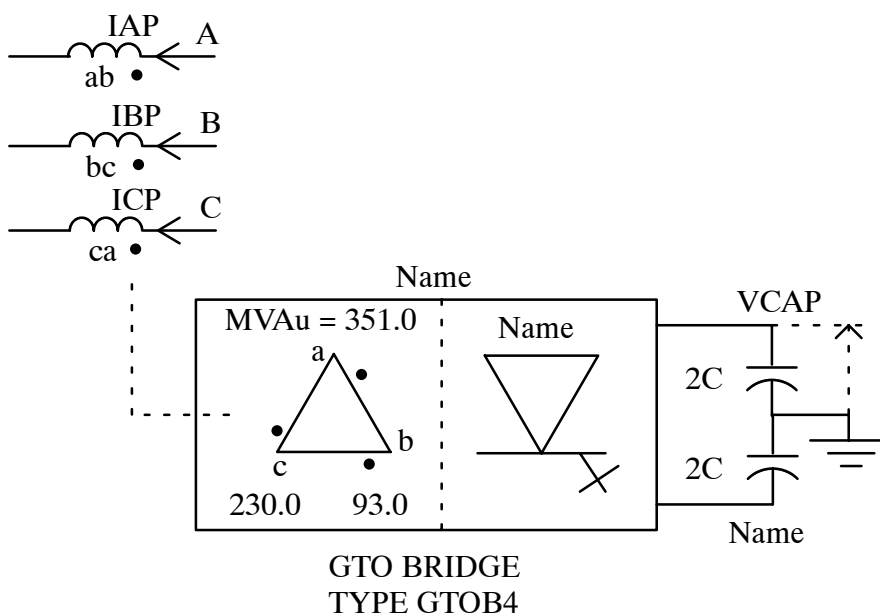 IAP A
ab
IBP B
bc
ICP C
ca
Name
MVAu = 351.0
Name
VCAP
a
2C
b
c
2C
230.0 93.0
Name
GTO BRIDGE
TYPE GTOB4